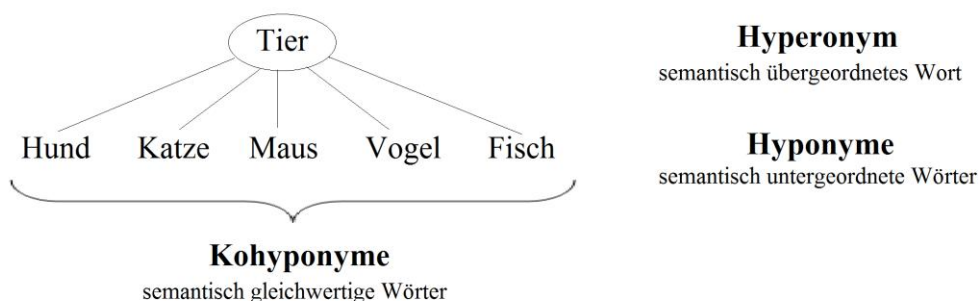 Tier
Hyperonym
semantisch übergeordnetes Wort
Hund Katze Maus Vogel Fisch
Hyponyme
semantisch untergeordnete Wörter
Kohyponyme
semantisch gleichwertige Wörter